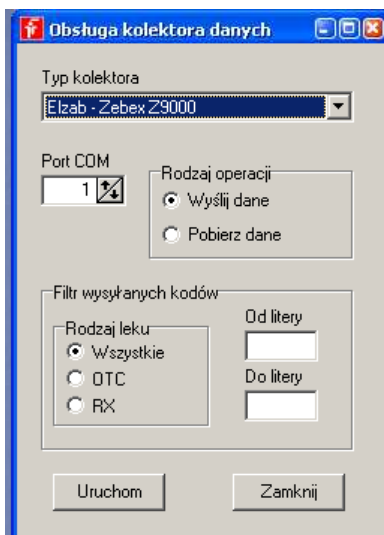 Obsługa kolektora danych
Typ kolektora
Elzab - Zebex Z9000
Port COM
1
Rodzaj operacji
Wyślij dane
Pobierz dane
Filtr wysyłanych kodów
Rodzaj leku
Wszystkie
OTC
RX
Od litery
Do litery
Uruchom
Zamknij